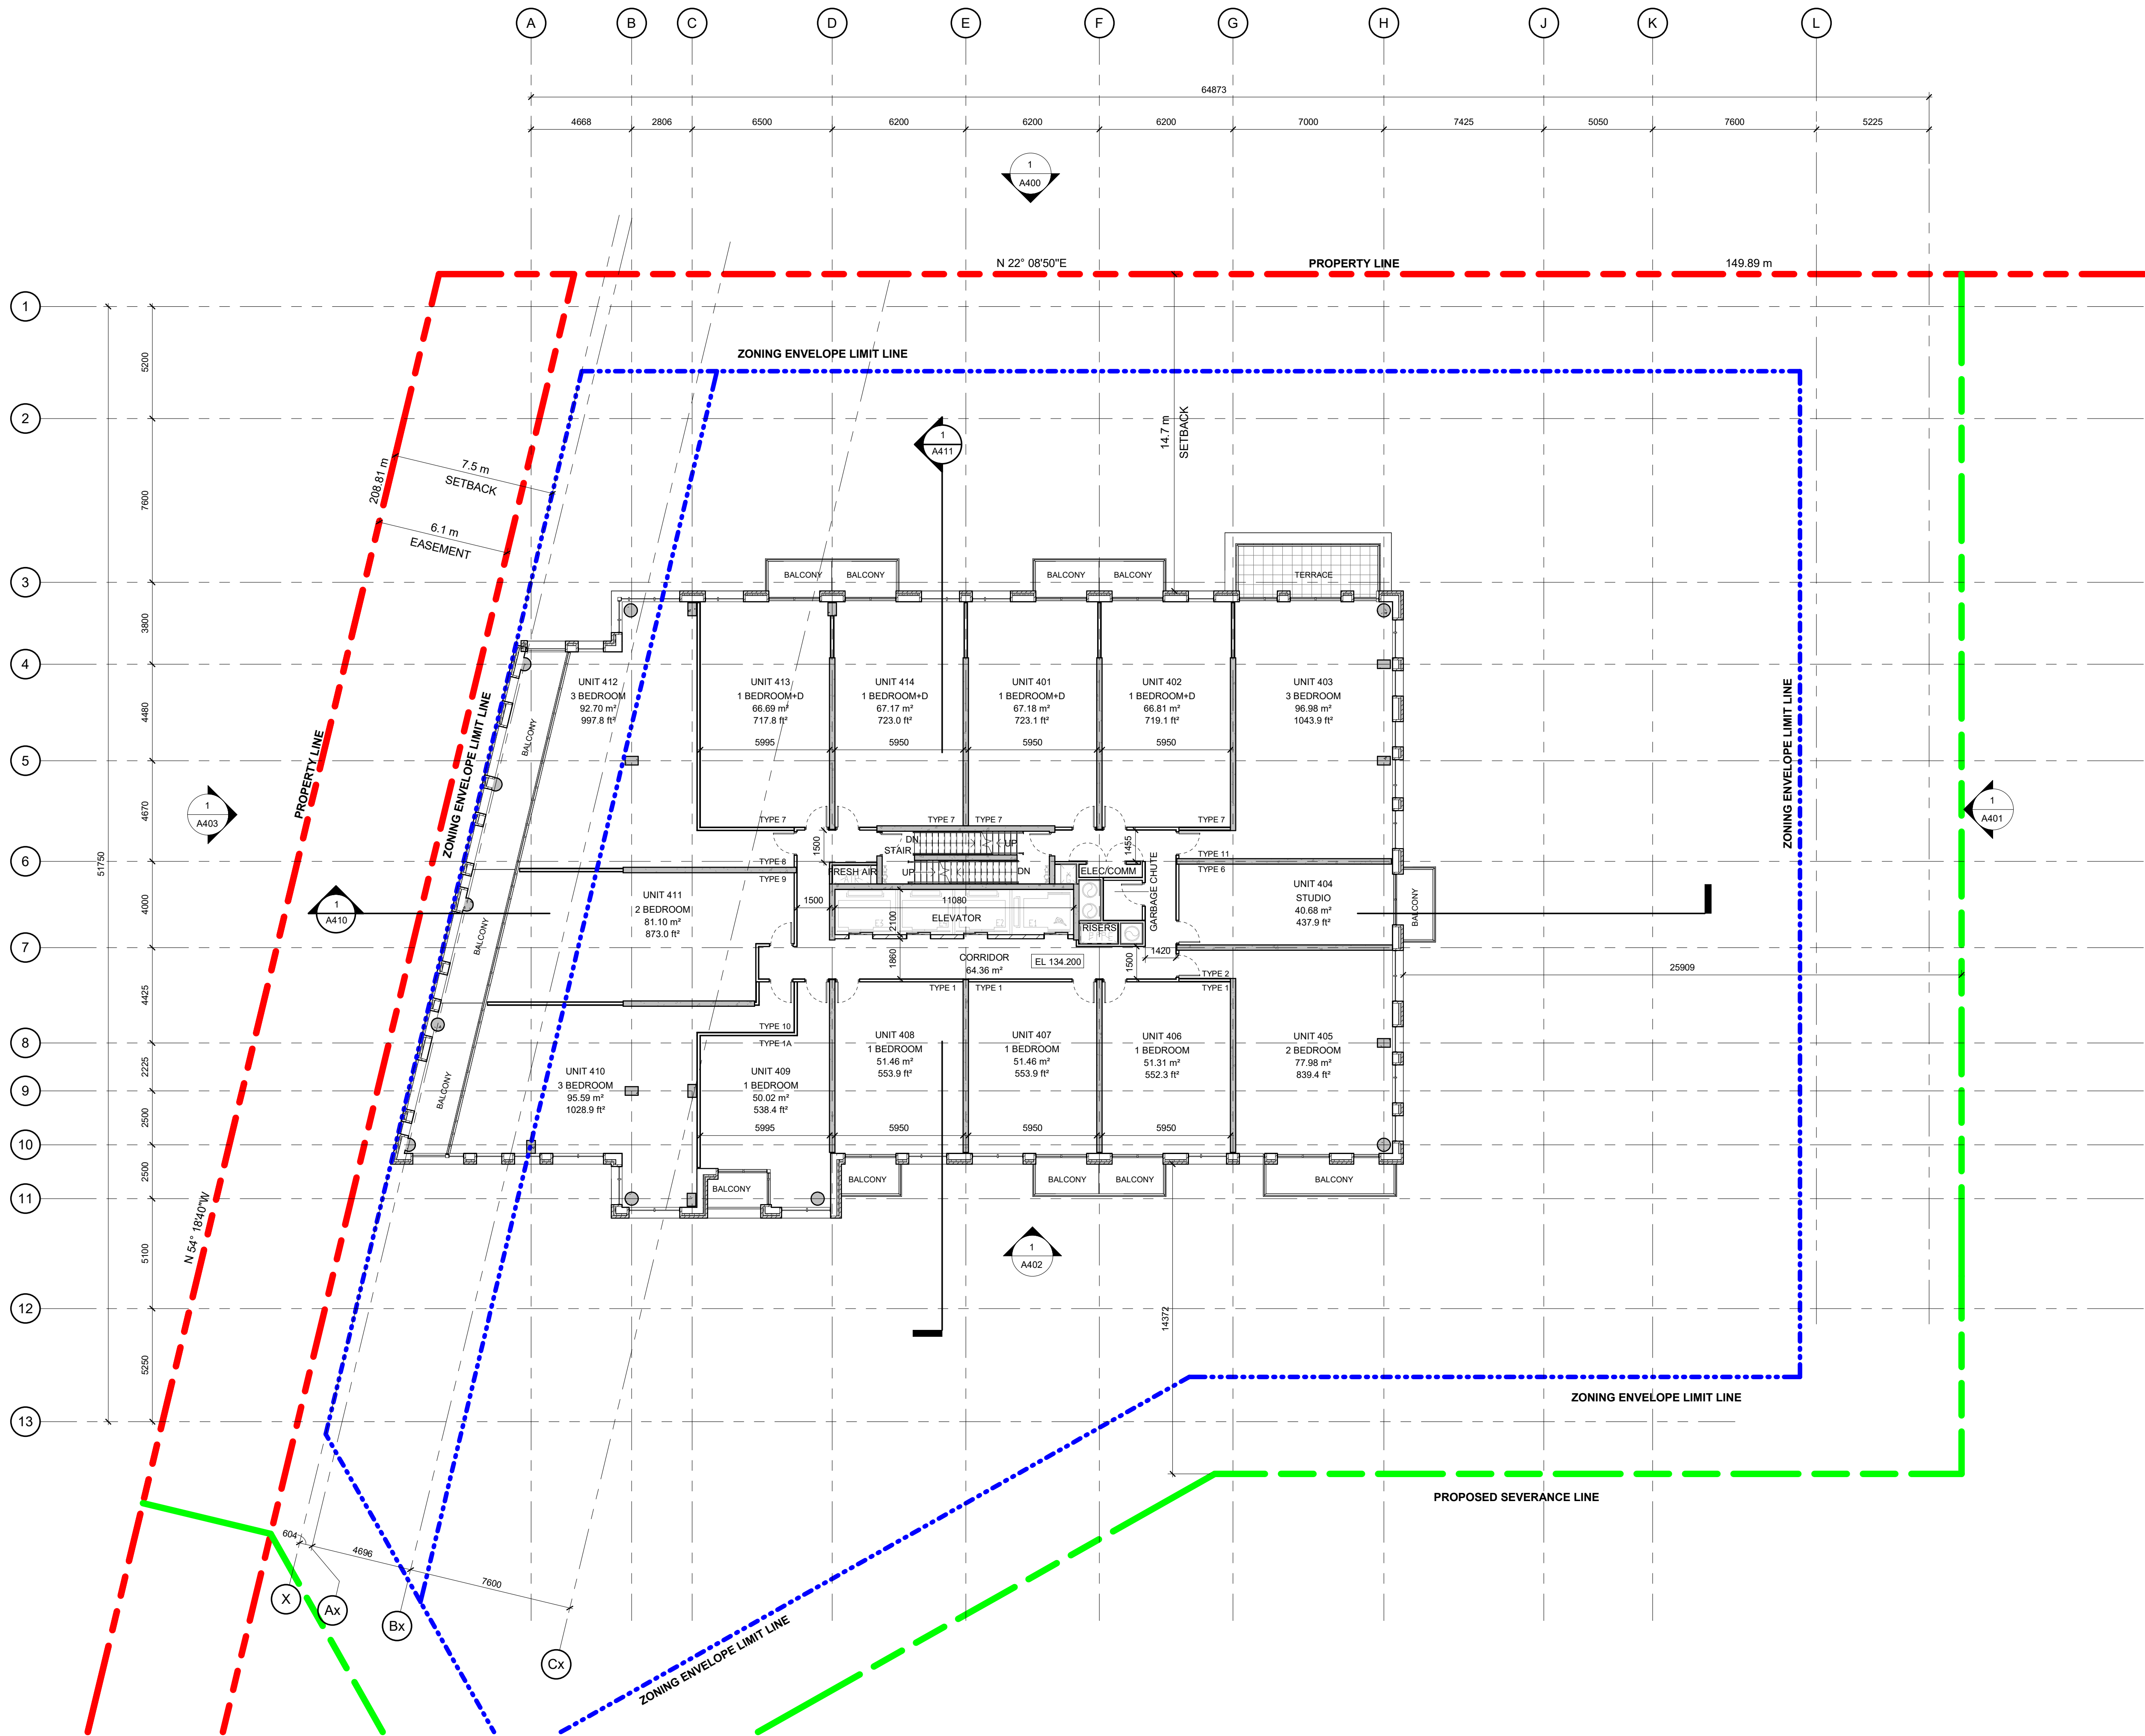 A B C D E F G H J K L
64873
4668 2806 6500 6200 6200 6200 7000 7425 5050 7600 5225
1
A400
N 22° 08'50"E
PROPERTY LINE
149.89 m
1
2
3
4
5
6
7
8
9
10
11
12
13
51750
5200
7600
3800
4480
4670
4000
4425
2225
2500
2500
5100
5250
ZONING ENVELOPE LIMIT LINE
14.7 m
SETBACK
1
A411
208.81 m
7.5 m
SETBACK
6.1 m
EASEMENT
PROPERTY LINE
ZONING ENVELOPE LIMIT LINE
N 54° 18'40"W
1
A403
1
A410
BALCONY
BALCONY
BALCONY
BALCONY
TERRACE
BALCONY
BALCONY
BALCONY
UNIT 412
3 BEDROOM
92.70 m²
997.8 ft²
UNIT 413
1 BEDROOM+D
66.69 m²
717.8 ft²
UNIT 414
1 BEDROOM+D
67.17 m²
723.0 ft²
UNIT 401
1 BEDROOM+D
67.18 m²
723.1 ft²
UNIT 402
1 BEDROOM+D
66.81 m²
719.1 ft²
UNIT 403
3 BEDROOM
96.98 m²
1043.9 ft²
5995 5950 5950 5950
TYPE 7
TYPE 7
TYPE 7
TYPE 7
1500
DN
UP
STAIR
UP
DN
1455
TYPE 8
TYPE 9
FRESH AIR
ELEC/COMM
GARBAGE CHUTE
TYPE 11
TYPE 6
UNIT 411
2 BEDROOM
81.10 m²
873.0 ft²
1500
11080
2100
ELEVATOR
RISERS
UNIT 404
STUDIO
40.68 m²
437.9 ft²
BALCONY
1860
CORRIDOR
64.36 m²
EL 134.200
1500
1420
TYPE 2
TYPE 1
TYPE 1
TYPE 1
25909
TYPE 10
TYPE 1A
UNIT 410
3 BEDROOM
95.59 m²
1028.9 ft²
UNIT 409
1 BEDROOM
50.02 m²
538.4 ft²
UNIT 408
1 BEDROOM
51.46 m²
553.9 ft²
UNIT 407
1 BEDROOM
51.46 m²
553.9 ft²
UNIT 406
1 BEDROOM
51.31 m²
552.3 ft²
UNIT 405
2 BEDROOM
77.98 m²
839.4 ft²
5995 5950 5950 5950
BALCONY
BALCONY
BALCONY
BALCONY
BALCONY
1
A402
14372
ZONING ENVELOPE LIMIT LINE
1
A401
ZONING ENVELOPE LIMIT LINE
PROPOSED SEVERANCE LINE
ZONING ENVELOPE LIMIT LINE
604
4696
7600
X
Ax
Bx
Cx